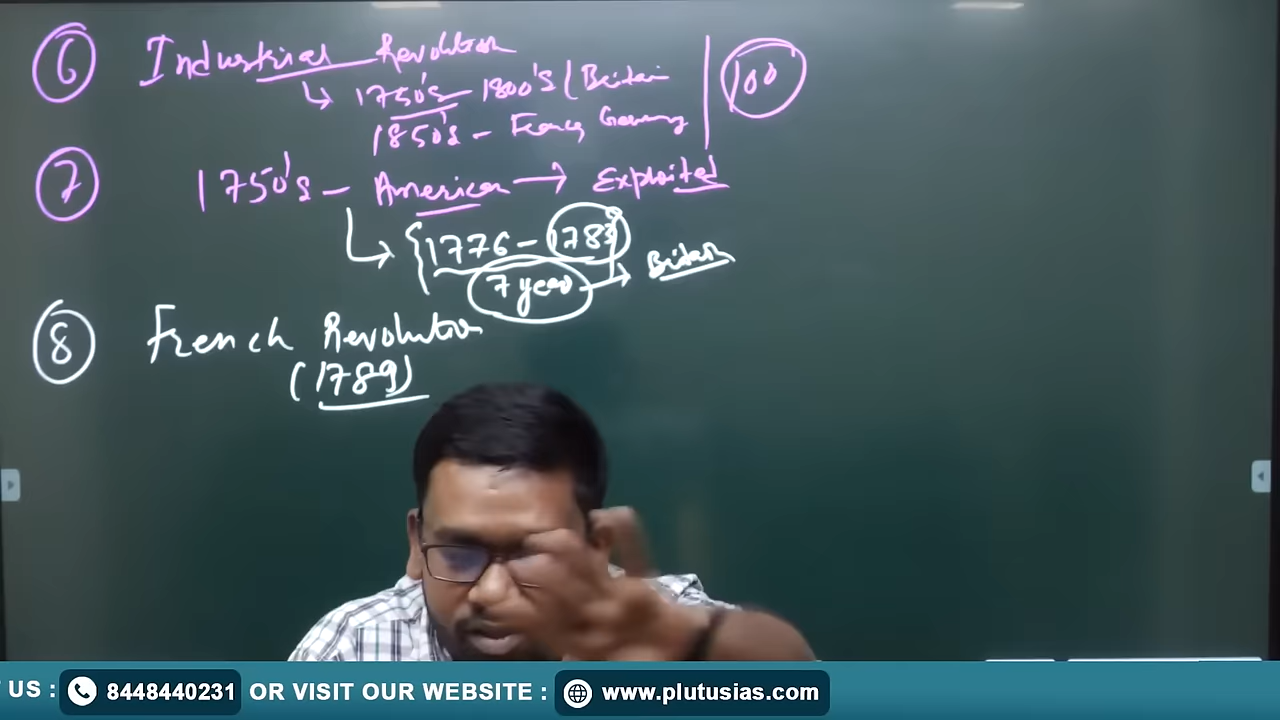 6 Industrial Revolution
↳ 1750's - 1800's (Britain
1850's - France, Germany
100
7 1750's - American → Exploited
↳ {1776 - 1783
7 year → Britain
8 French Revolution
(1789)
US : 8448440231 OR VISIT OUR WEBSITE : www.plutusias.com